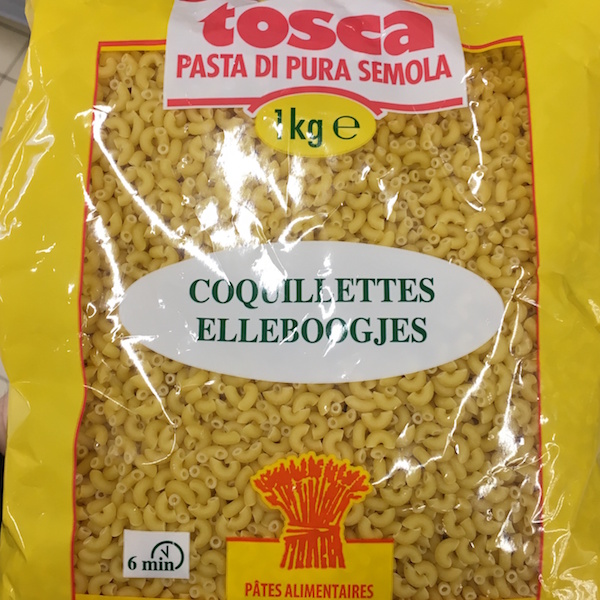 tosca
PASTA DI PURA SEMOLA
1kg e
COQUILLETTES
ELLEBOOGJES
6 min
PÂTES ALIMENTAIRES